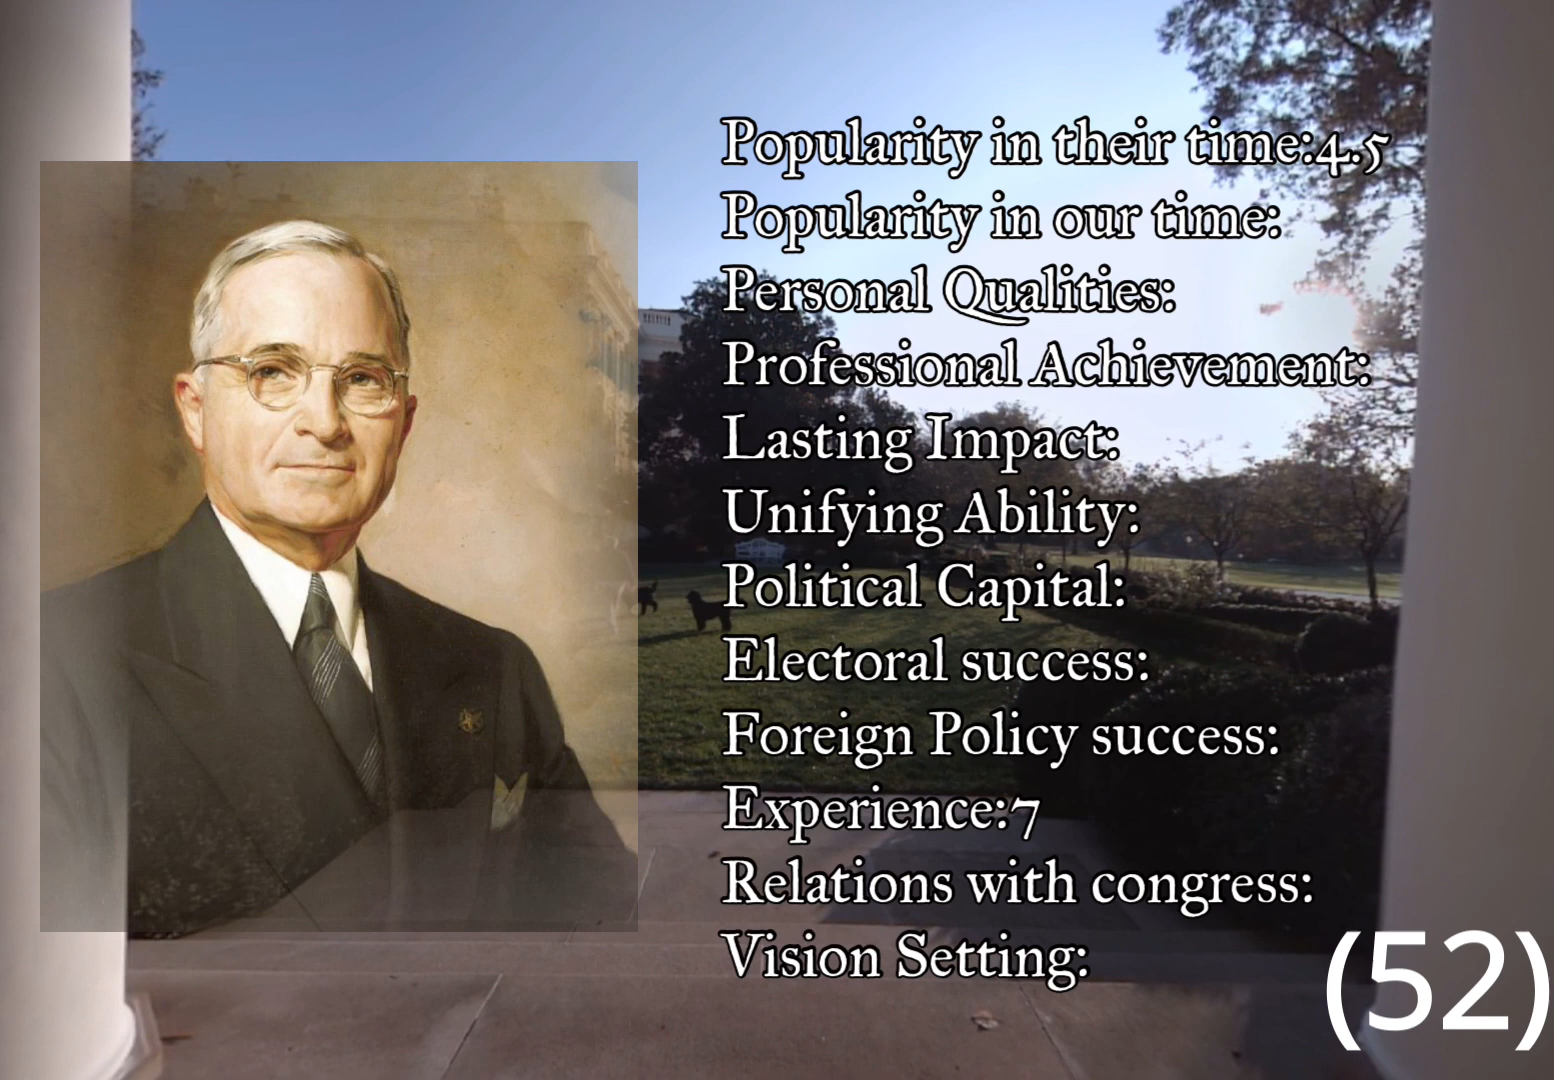 Popularity in their time:4.5
Popularity in our time:
Personal Qualities:
Professional Achievement:
Lasting Impact:
Unifying Ability:
Political Capital:
Electoral success:
Foreign Policy success:
Experience:7
Relations with congress:
Vision Setting:
(52)